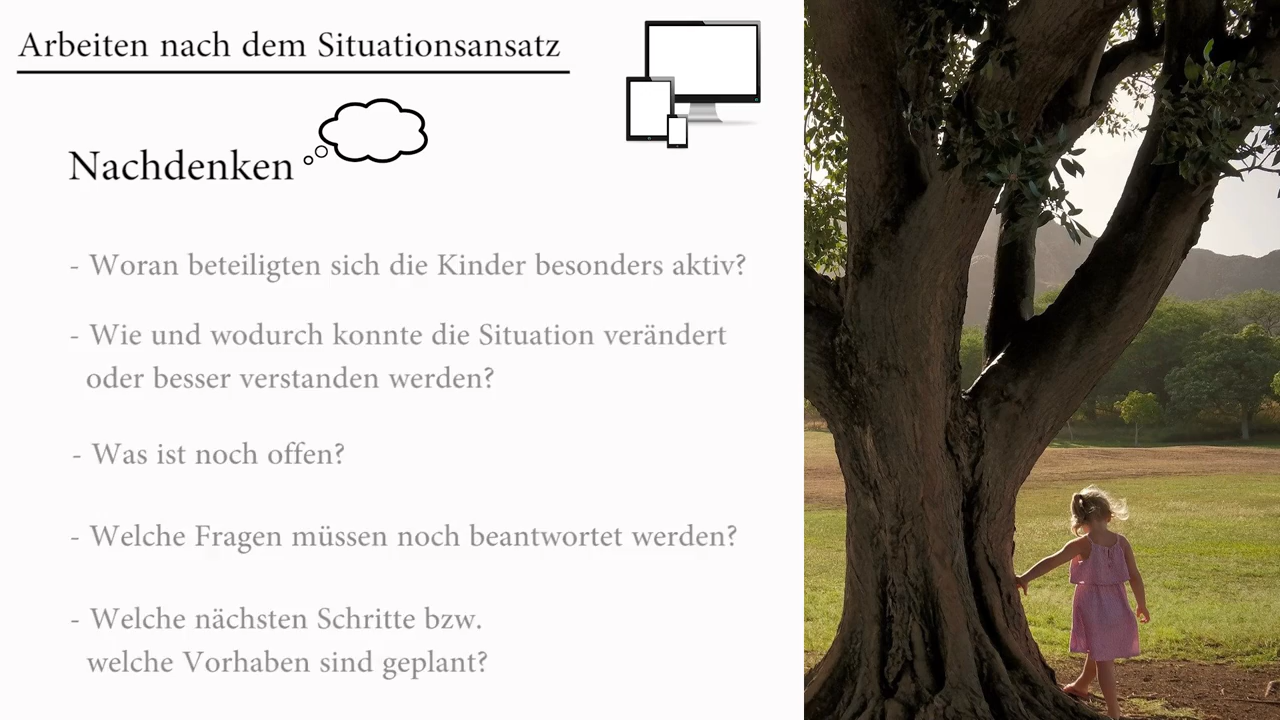 Arbeiten nach dem Situationsansatz
Nachdenken
- Woran beteiligten sich die Kinder besonders aktiv?
- Wie und wodurch konnte die Situation verändert
oder besser verstanden werden?
- Was ist noch offen?
- Welche Fragen müssen noch beantwortet werden?
- Welche nächsten Schritte bzw.
welche Vorhaben sind geplant?